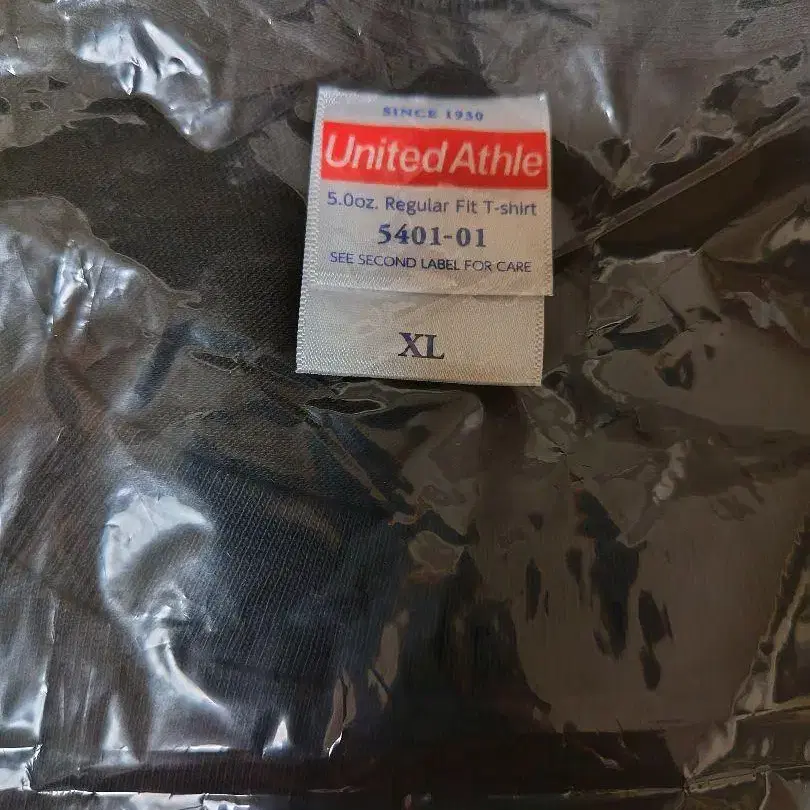 SINCE 1930
United Athle
5.0oz. Regular Fit T-shirt
5401-01
SEE SECOND LABEL FOR CARE
XL